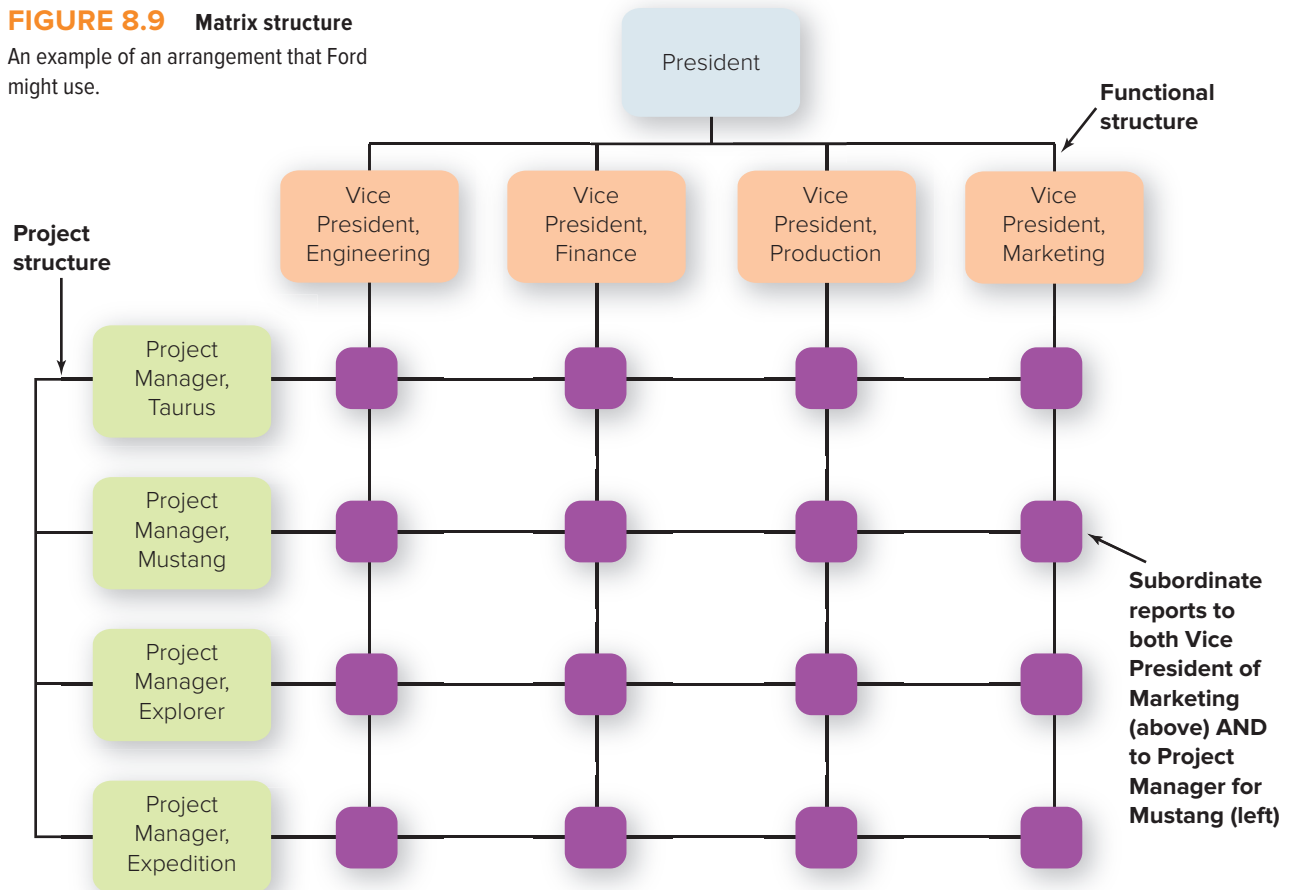 FIGURE 8.9 Matrix structure
An example of an arrangement that Ford
might use.
President
Functional
structure
Vice
President,
Engineering
Vice
President,
Finance
Vice
President,
Production
Vice
President,
Marketing
Project
structure
Project
Manager,
Taurus
Project
Manager,
Mustang
Project
Manager,
Explorer
Project
Manager,
Expedition
Subordinate
reports to
both Vice
President of
Marketing
(above) AND
to Project
Manager for
Mustang (left)